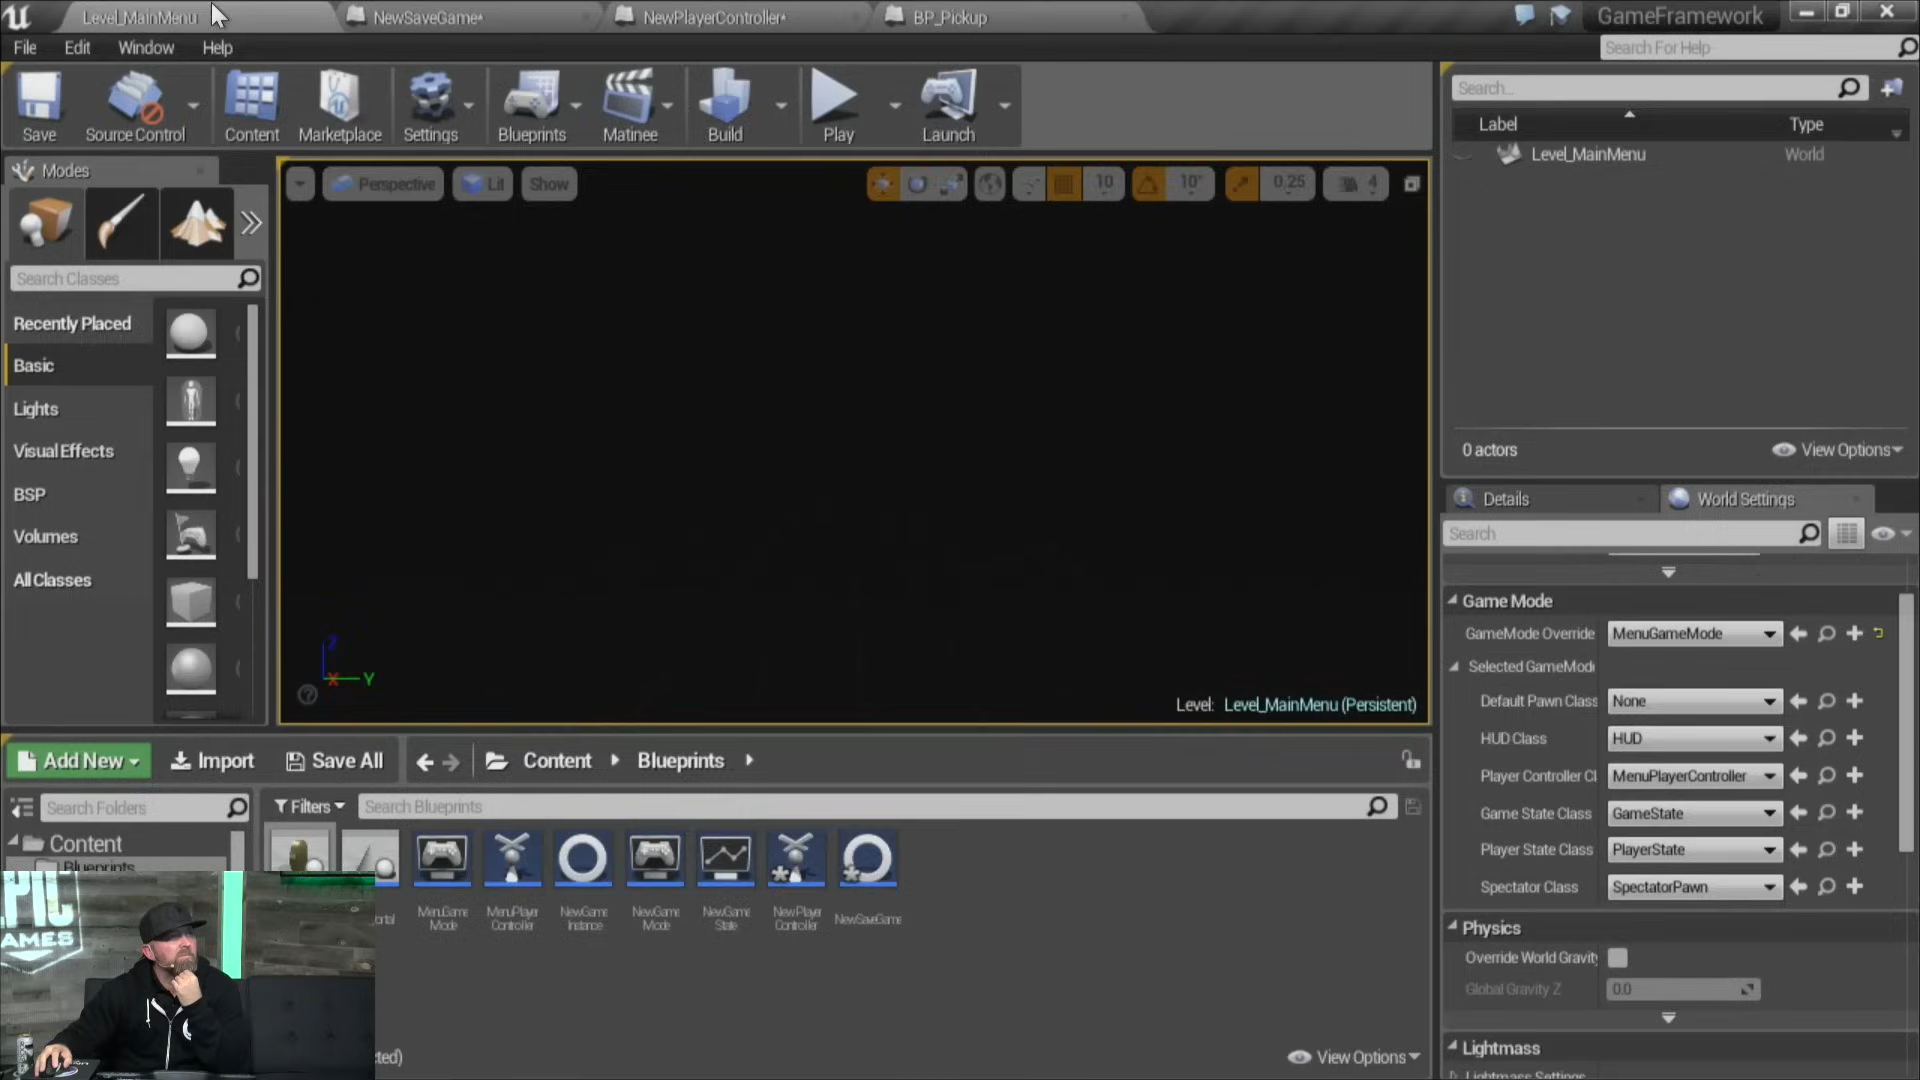 Level_MainMenu
NewSaveGame*
NewPlayerController*
BP_Pickup
GameFramework
File
Edit
Window
Help
Search For Help
Save
Source Control
Content
Marketplace
Settings
Blueprints
Matinee
Build
Play
Launch
Search...
Label
Type
Level_MainMenu
World
Modes
Perspective
Lit
Show
10
10°
0.25
4
Search Classes
Recently Placed
Basic
Lights
Visual Effects
BSP
Volumes
All Classes
0 actors
View Options
Details
World Settings
Search
Game Mode
GameMode Override
MenuGameMode
Selected GameMod
Default Pawn Class
None
HUD Class
HUD
Player Controller Cl
MenuPlayerController
Game State Class
GameState
Player State Class
PlayerState
Spectator Class
SpectatorPawn
Physics
Override World Gravity
Global Gravity Z
0.0
Lightmass
Lightmass Settings
Z
X
Y
Level: Level_MainMenu (Persistent)
Add New
Import
Save All
Content
Blueprints
Search Folders
Filters
Search Blueprints
Content
Blueprints
MenuGame
Mode
MenuPlayer
Controller
NewGame
Instance
NewGame
Mode
NewGame
State
NewPlayer
Controller
NewSaveGame
EPIC
GAMES
View Options